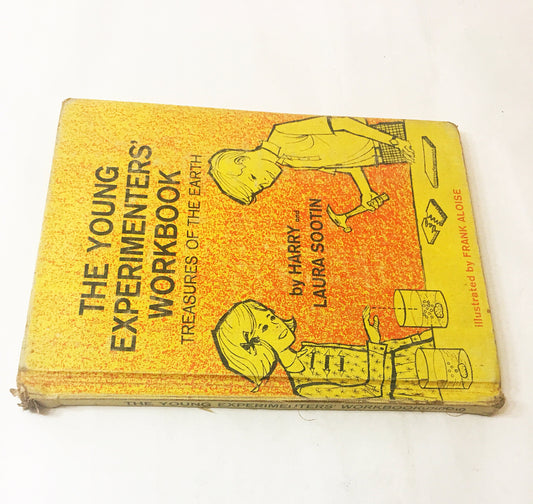 THE YOUNG
EXPERIMENTERS'
WORKBOOK
TREASURES OF THE EARTH
by HARRY and
LAURA SOOTIN
Illustrated by FRANK ALOISE
THE YOUNG EXPERIMENTERS' WORKBOOK